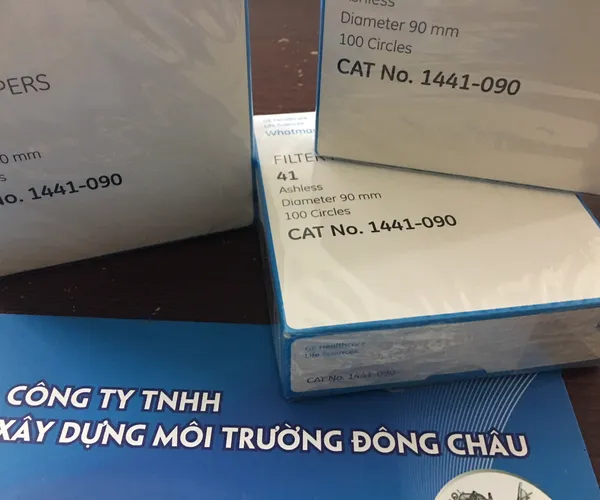 PERS
0 mm
s
No. 1441-090
Ashless
Diameter 90 mm
100 Circles
CAT No. 1441-090
GE Healthcare
Life Sciences
Whatman
FILTER
41
Ashless
Diameter 90 mm
100 Circles
CAT No. 1441-090
GE Healthcare
Life Sciences
CAT No. 1441-090
CÔNG TY TNHH
XÂY DỰNG MÔI TRƯỜNG ĐÔNG CHÂU